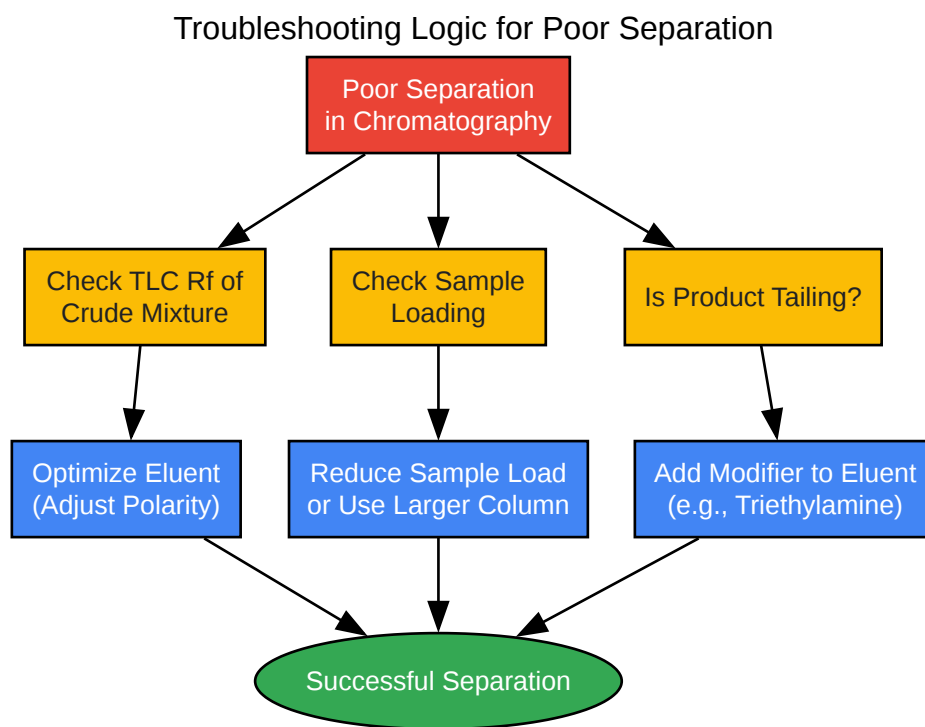 Troubleshooting Logic for Poor Separation
Poor Separation
in Chromatography
Check TLC Rf of
Crude Mixture
Check Sample
Loading
Is Product Tailing?
Optimize Eluent
(Adjust Polarity)
Reduce Sample Load
or Use Larger Column
Add Modifier to Eluent
(e.g., Triethylamine)
Successful Separation